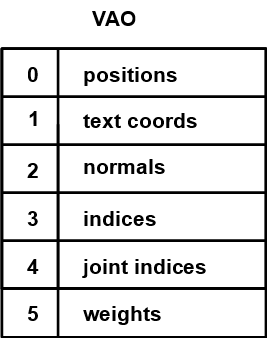 VAO
0 positions
1 text coords
2 normals
3 indices
4 joint indices
5 weights